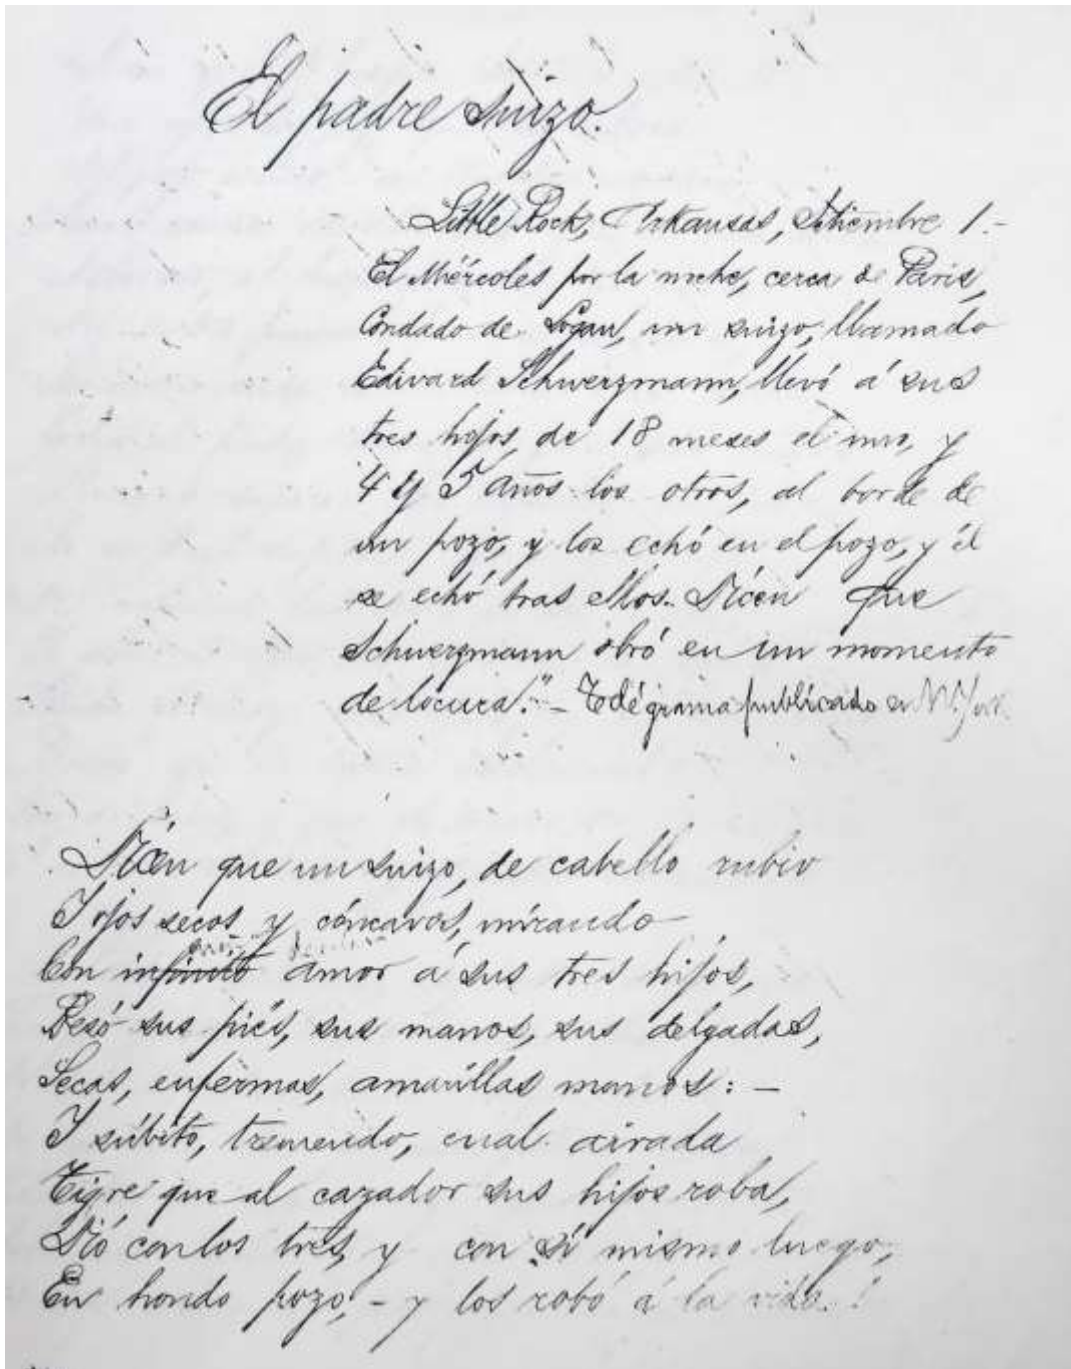 El padre suizo.
Little Rock, Arkansas, Setiembre 1.-
El Miércoles por la noche, cerca de Paris,
Condado de Logan, un suizo, llamado
Edward Schwerzmann, llevó á sus
tres hijos, de 18 meses el uno, y
4 y 5 años los otros, al borde de
un pozo, y los echó en el pozo, y él
se echó tras ellos. Dicen que
Schwerzmann obró en un momento
de locura." - Telégrama publicado en N. York
Dicen que un suizo, de cabello rubio
Y ojos secos y cóncavos, mirando
Con infinito amor á sus tres hijos,
Besó sus piés, sus manos, sus delgadas,
Secas, enfermas, amarillas manos: -
Y súbito, tremendo, cual airada
Tigre que al cazador sus hijos roba,
Dió con los tres, y con sí mismo luego,
En hondo pozo, - y los robó á la vida!